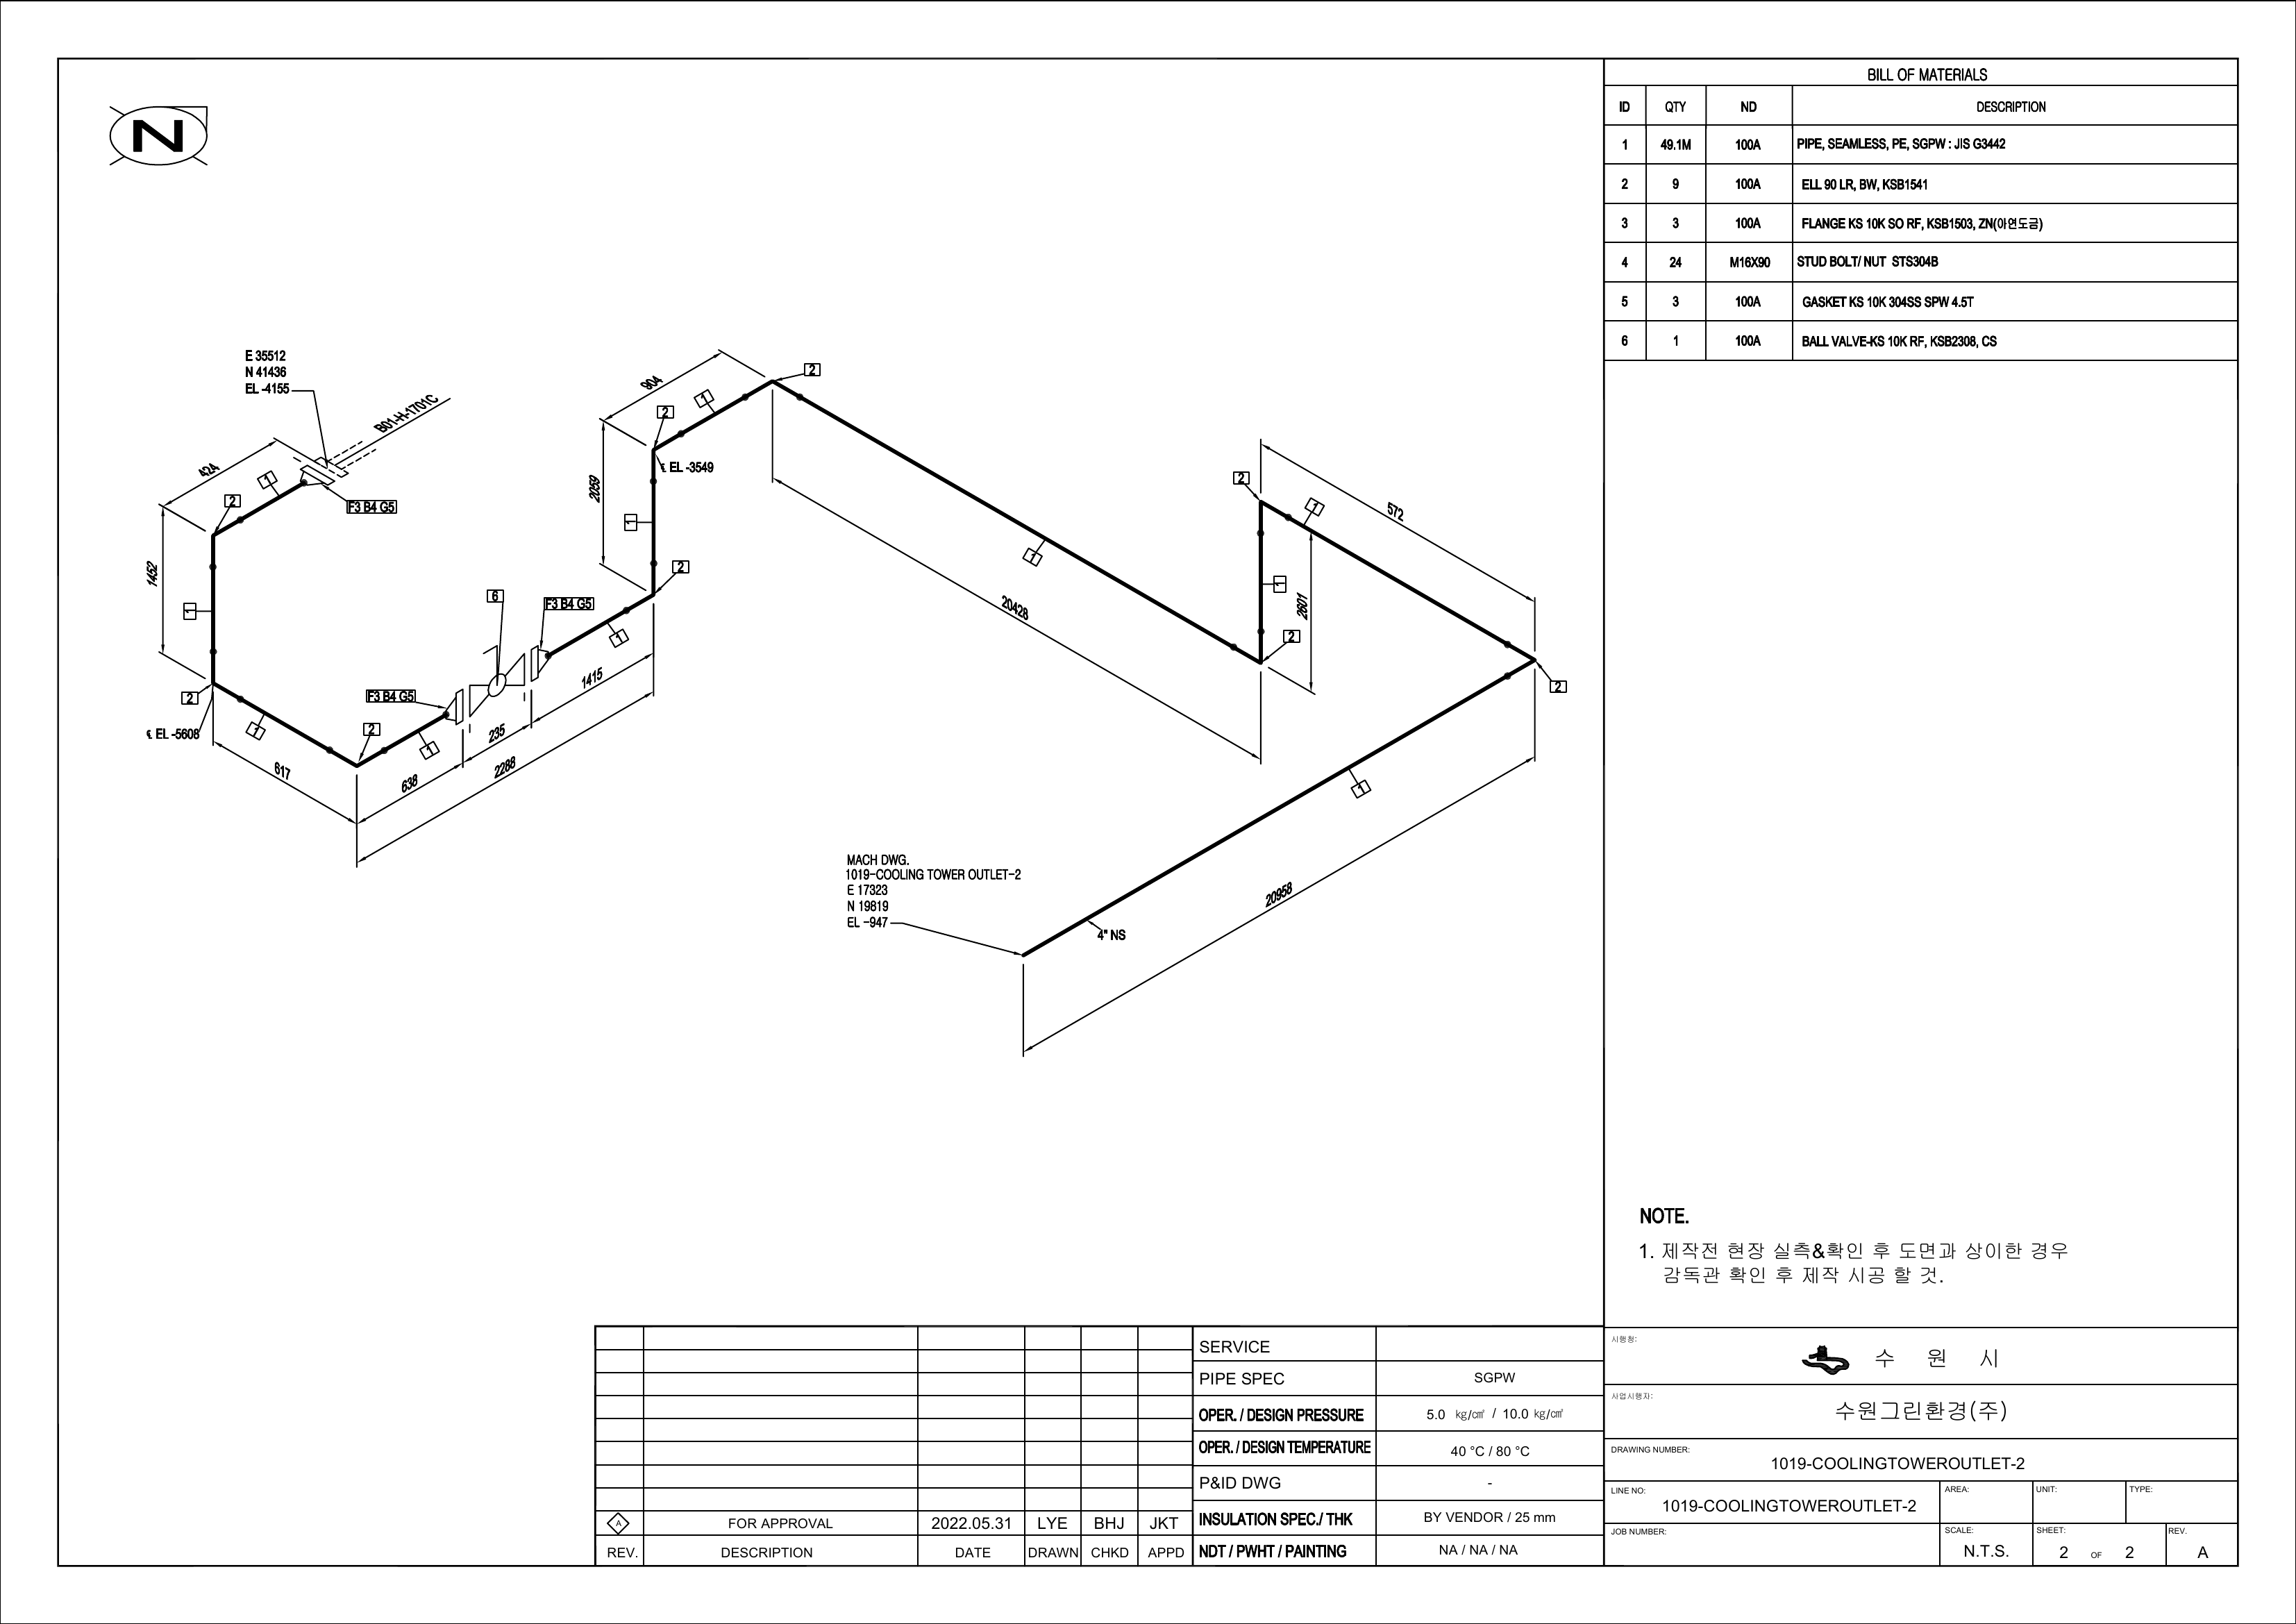 N
BILL OF MATERIALS
ID QTY ND DESCRIPTION
1 49.1M 100A PIPE, SEAMLESS, PE, SGPW : JIS G3442
2 9 100A ELL 90 LR, BW, KSB1541
3 3 100A FLANGE KS 10K SO RF, KSB1503, ZN(아연도금)
4 24 M16X90 STUD BOLT/ NUT STS304B
5 3 100A GASKET KS 10K 304SS SPW 4.5T
6 1 100A BALL VALVE-KS 10K RF, KSB2308, CS
E 35512
N 41436
EL -4155
B01-H-1701C
424
1
2
F3 B4 G5
1452
1
2
℄ EL -5608
1
617
2
1
638
F3 B4 G5
6
235
2288
F3 B4 G5
1
1415
2
2059
1
2
℄ EL -3549
904
1
2
1
20428
2
1
2601
2
1
572
2
1
20958
4" NS
MACH DWG.
1019-COOLING TOWER OUTLET-2
E 17323
N 19819
EL -947
NOTE.
1. 제작전 현장 실측&확인 후 도면과 상이한 경우
감독관 확인 후 제작 시공 할 것.
SERVICE
PIPE SPEC SGPW
OPER. / DESIGN PRESSURE 5.0 ㎏/㎠ / 10.0 ㎏/㎠
OPER. / DESIGN TEMPERATURE 40 °C / 80 °C
P&ID DWG -
INSULATION SPEC./ THK BY VENDOR / 25 mm
NDT / PWHT / PAINTING NA / NA / NA
A FOR APPROVAL 2022.05.31 LYE BHJ JKT
REV. DESCRIPTION DATE DRAWN CHKD APPD
시행청:
수 원 시
사업시행자:
수원그린환경(주)
DRAWING NUMBER:
1019-COOLINGTOWEROUTLET-2
LINE NO: AREA: UNIT: TYPE:
1019-COOLINGTOWEROUTLET-2
JOB NUMBER: SCALE: SHEET: REV.
N.T.S. 2 OF 2 A